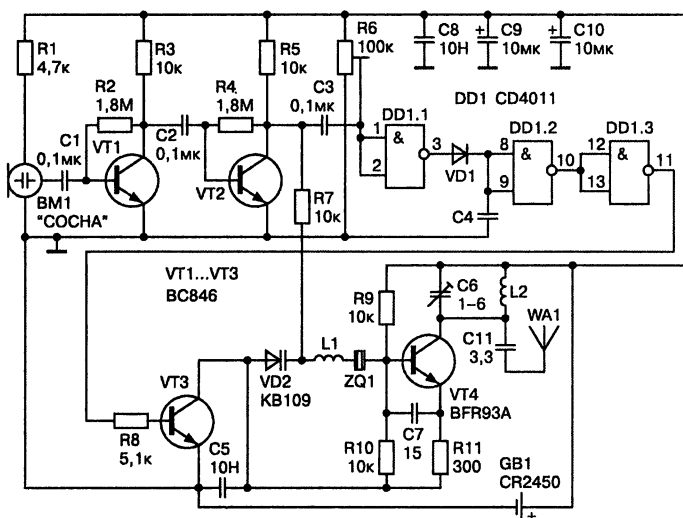 R1
4,7к
R3
10к
R2
1,8М
C1
0,1мк
VT1
BM1
"СОСНА"
C2
0,1мк
R5
10к
R4
1,8М
VT2
C3
0,1мк
R6
100к
C8
10Н
+
C9
10мк
+
C10
10мк
DD1 CD4011
DD1.1
1
&
2
3
VD1
C4
DD1.2
8
&
9
10
DD1.3
12
&
13
11
R7
10к
VT1...VT3
BC846
R9
10к
C6
1–6
L2
WA1
C11
3,3
VD2
КВ109
L1
ZQ1
VT4
BFR93A
VT3
R8
5,1к
C5
10Н
R10
10к
C7
15
R11
300
GB1
CR2450
+